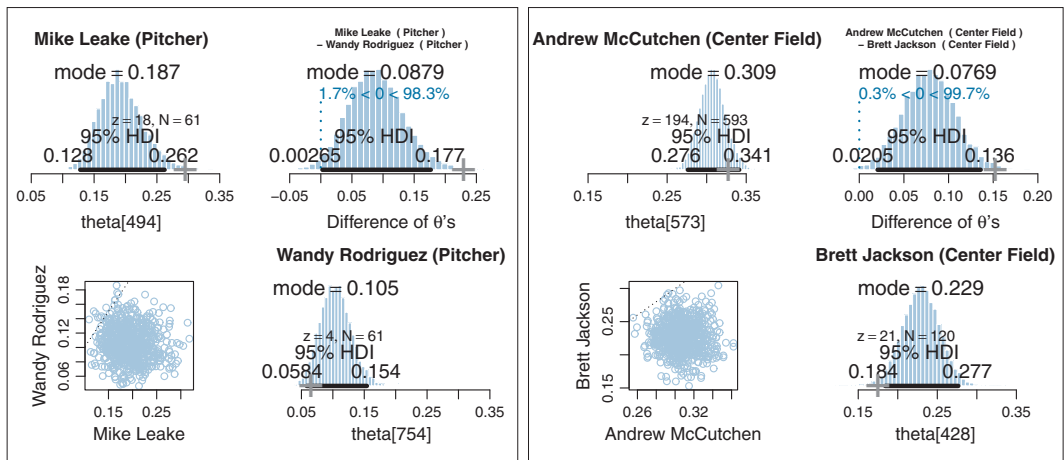 Mike Leake (Pitcher)
mode = 0.187
z = 18, N = 61
95% HDI
0.128 0.262
0.05 0.15 0.25 0.35
theta[494]
Mike Leake ( Pitcher )
− Wandy Rodriguez ( Pitcher )
mode = 0.0879
1.7% < 0 < 98.3%
95% HDI
0.00265 0.177
−0.05 0.05 0.15 0.25
Difference of θ's
Wandy Rodriguez
0.06 0.12 0.18
0.15 0.25
Mike Leake
Wandy Rodriguez (Pitcher)
mode = 0.105
z = 4, N = 61
95% HDI
0.0584 0.154
0.05 0.15 0.25 0.35
theta[754]
Andrew McCutchen (Center Field)
mode = 0.309
z = 194, N = 593
95% HDI
0.276 0.341
0.15 0.25 0.35
theta[573]
Andrew McCutchen ( Center Field )
− Brett Jackson ( Center Field )
mode = 0.0769
0.3% < 0 < 99.7%
95% HDI
0.0205 0.136
0.00 0.05 0.10 0.15 0.20
Difference of θ's
Brett Jackson
0.15 0.25
0.26 0.32
Andrew McCutchen
Brett Jackson (Center Field)
mode = 0.229
z = 21, N = 120
95% HDI
0.184 0.277
0.15 0.25 0.35
theta[428]